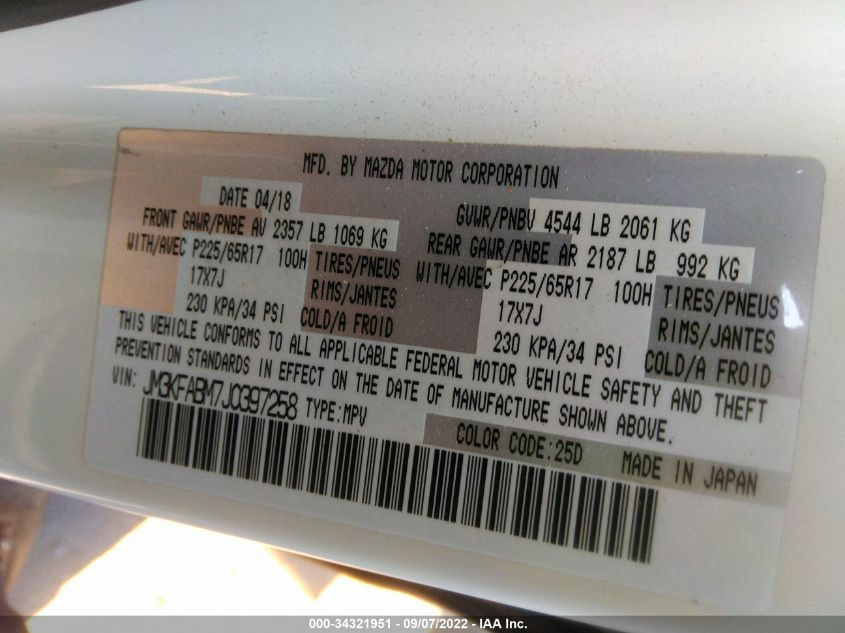 MFD. BY MAZDA MOTOR CORPORATION
DATE 04/18 GVWR/PNBV 4544 LB 2061 KG
FRONT GAWR/PNBE AV 2357 LB 1069 KG REAR GAWR/PNBE AR 2187 LB 992 KG
WITH/AVEC P225/65R17 100H TIRES/PNEUS WITH/AVEC P225/65R17 100H TIRES/PNEUS
17X7J RIMS/JANTES 17X7J RIMS/JANTES
230 KPA/34 PSI COLD/A FROID 230 KPA/34 PSI COLD/A FROID
THIS VEHICLE CONFORMS TO ALL APPLICABLE FEDERAL MOTOR VEHICLE SAFETY AND THEFT
PREVENTION STANDARDS IN EFFECT ON THE DATE OF MANUFACTURE SHOWN ABOVE.
VIN: JM3KFABM7J0397258 TYPE:MPV
COLOR CODE:25D MADE IN JAPAN
000-34321951 - 09/07/2022 - IAA Inc.